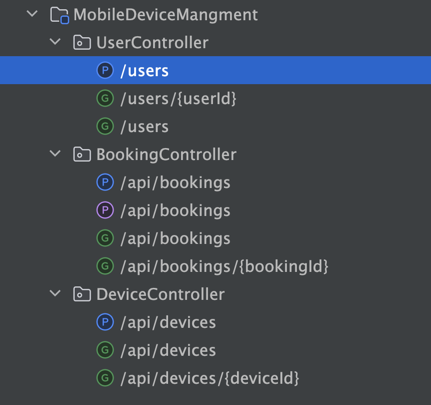 MobileDeviceMangment
UserController
P /users
G /users/{userId}
G /users
BookingController
P /api/bookings
P /api/bookings
G /api/bookings
G /api/bookings/{bookingId}
DeviceController
P /api/devices
G /api/devices
G /api/devices/{deviceId}